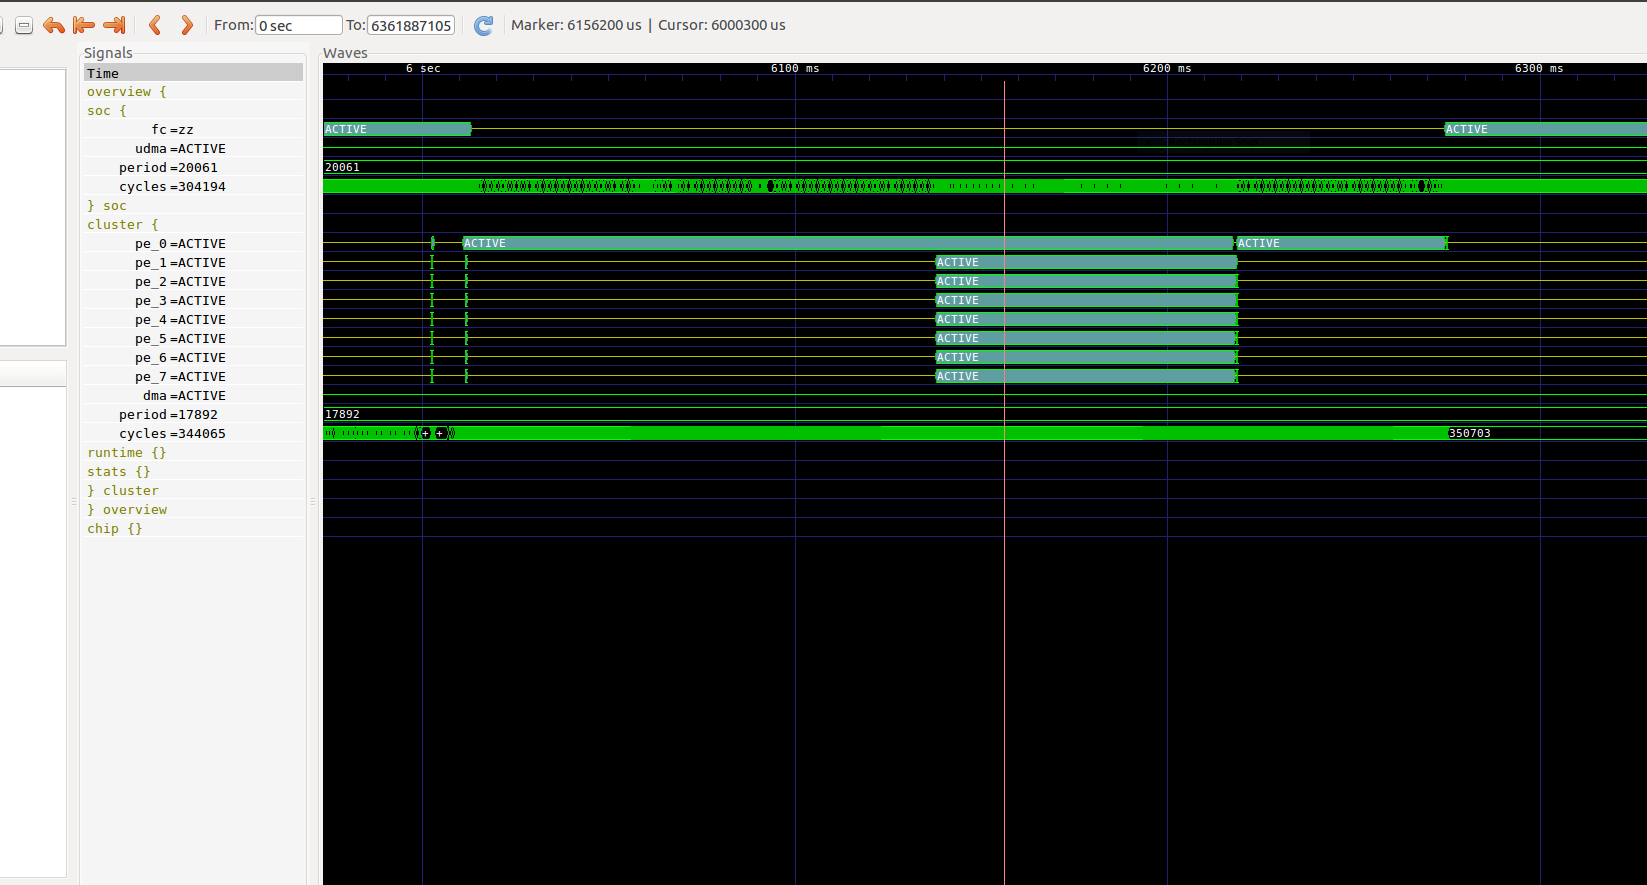 From: 0 sec To: 6361887105 Marker: 6156200 us | Cursor: 6000300 us
Signals Waves
Time 6 sec 6100 ms 6200 ms 6300 ms
overview {
soc {
fc =zz ACTIVE ACTIVE
udma =ACTIVE
period =20061 20061
cycles =304194
} soc
cluster {
pe_0 =ACTIVE ACTIVE ACTIVE
pe_1 =ACTIVE ACTIVE
pe_2 =ACTIVE ACTIVE
pe_3 =ACTIVE ACTIVE
pe_4 =ACTIVE ACTIVE
pe_5 =ACTIVE ACTIVE
pe_6 =ACTIVE ACTIVE
pe_7 =ACTIVE ACTIVE
dma =ACTIVE
period =17892 17892
cycles =344065 + + 350703
runtime {}
stats {}
} cluster
} overview
chip {}